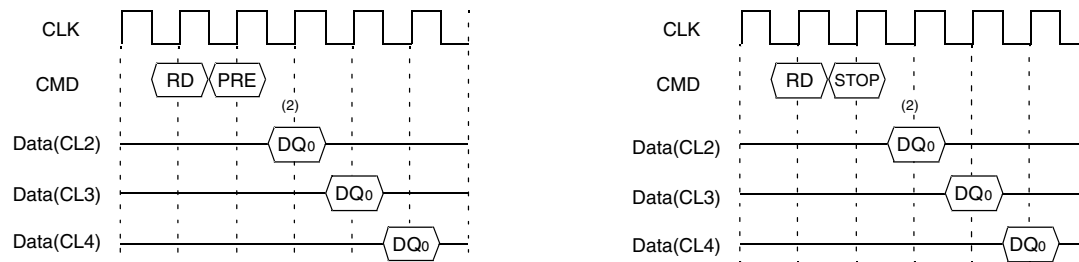 CLK
CMD RD PRE
(2)
Data(CL2) DQ0
Data(CL3) DQ0
Data(CL4) DQ0
CLK
CMD RD STOP
(2)
Data(CL2) DQ0
Data(CL3) DQ0
Data(CL4) DQ0